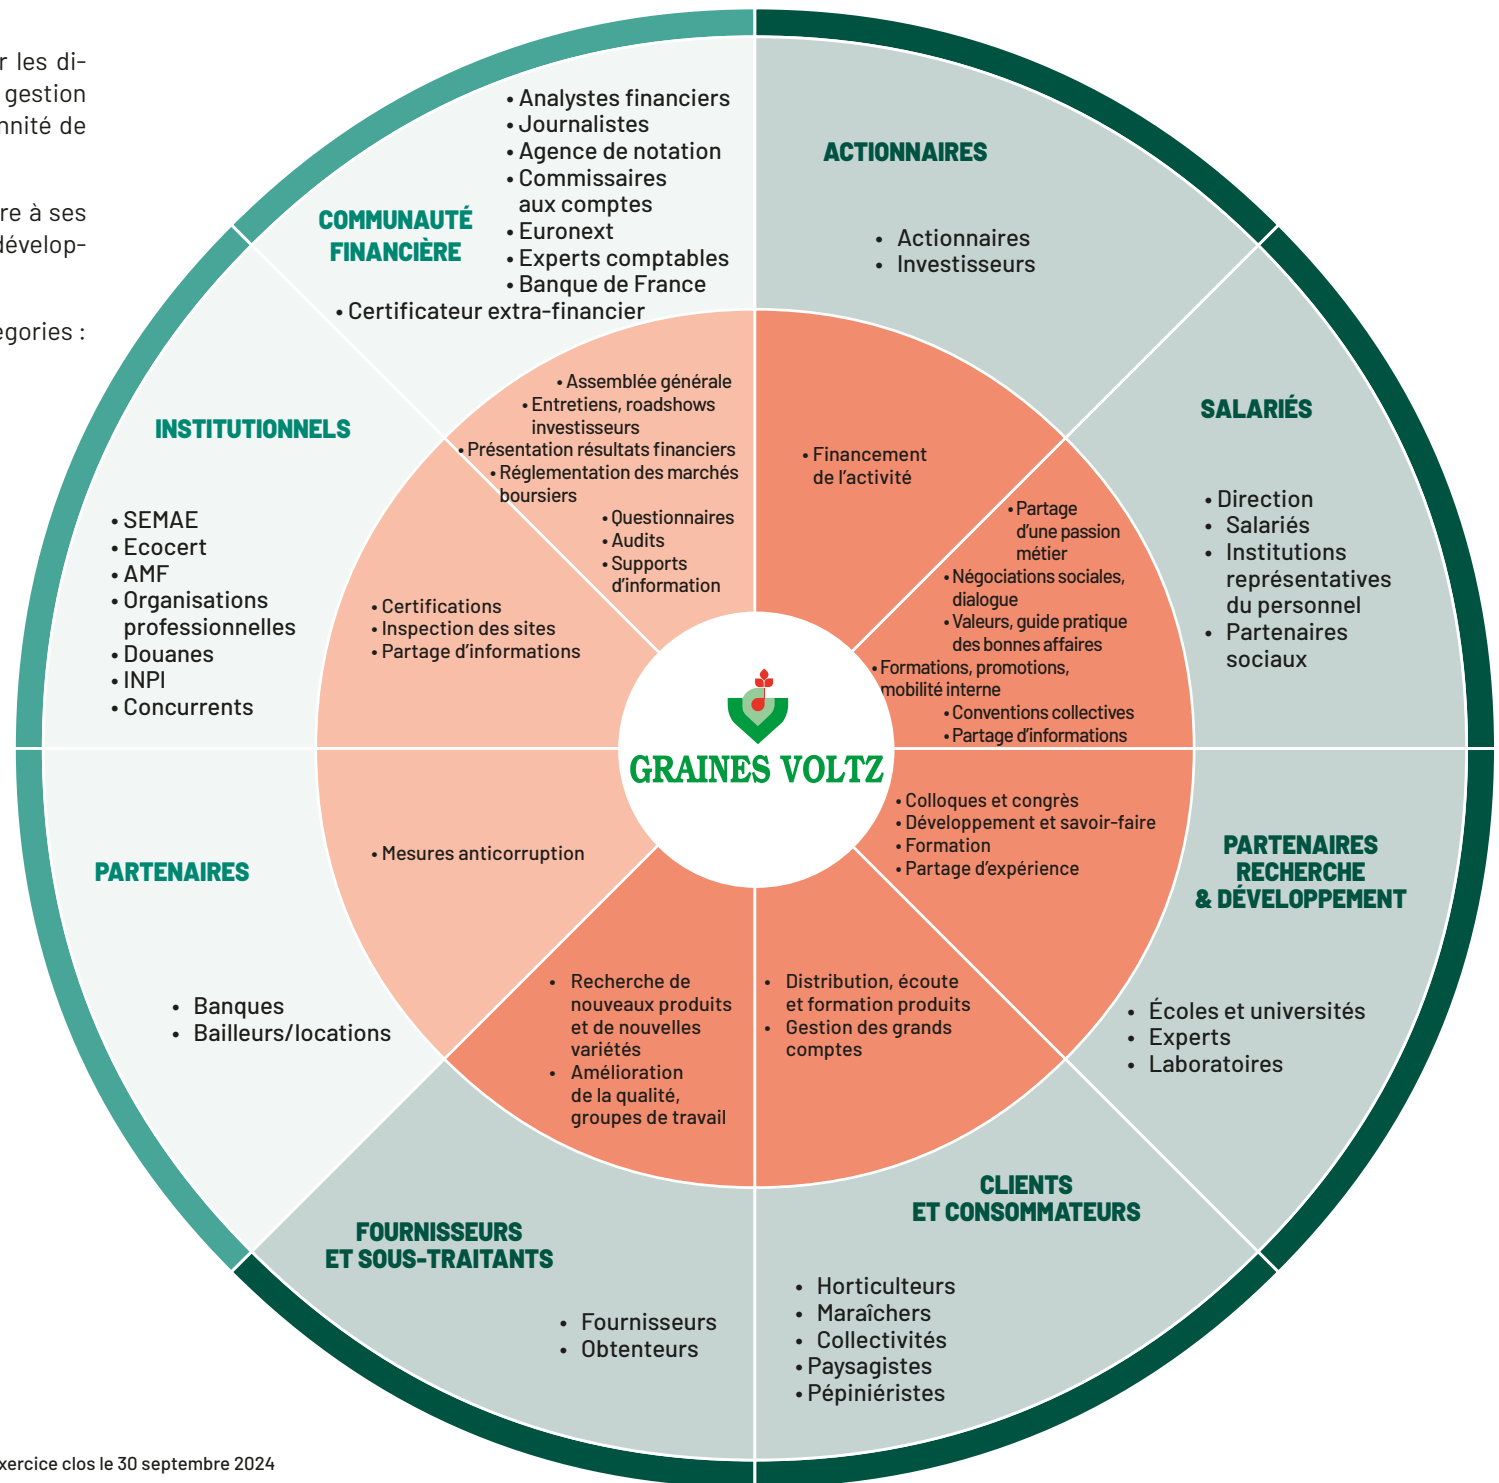 r les di-
gestion
nnité de
re à ses
dévelop-
égories :
COMMUNAUTÉ
FINANCIÈRE
• Analystes financiers
• Journalistes
• Agence de notation
• Commissaires
aux comptes
• Euronext
• Experts comptables
• Banque de France
• Certificateur extra-financier
• Assemblée générale
• Entretiens, roadshows
investisseurs
• Présentation résultats financiers
• Réglementation des marchés
boursiers
• Questionnaires
• Audits
• Supports
d'information
ACTIONNAIRES
• Actionnaires
• Investisseurs
• Financement
de l'activité
SALARIÉS
• Direction
• Salariés
• Institutions
représentatives
du personnel
• Partenaires
sociaux
• Partage
d'une passion
métier
• Négociations sociales,
dialogue
• Valeurs, guide pratique
des bonnes affaires
• Formations, promotions,
mobilité interne
• Conventions collectives
• Partage d'informations
INSTITUTIONNELS
• SEMAE
• Ecocert
• AMF
• Organisations
professionnelles
• Douanes
• INPI
• Concurrents
• Certifications
• Inspection des sites
• Partage d'informations
GRAINES VOLTZ
PARTENAIRES
• Banques
• Bailleurs/locations
• Mesures anticorruption
PARTENAIRES
RECHERCHE
& DÉVELOPPEMENT
• Écoles et universités
• Experts
• Laboratoires
• Colloques et congrès
• Développement et savoir-faire
• Formation
• Partage d'expérience
• Recherche de
nouveaux produits
et de nouvelles
variétés
• Amélioration
de la qualité,
groupes de travail
FOURNISSEURS
ET SOUS-TRAITANTS
• Fournisseurs
• Obtenteurs
• Distribution, écoute
et formation produits
• Gestion des grands
comptes
CLIENTS
ET CONSOMMATEURS
• Horticulteurs
• Maraîchers
• Collectivités
• Paysagistes
• Pépiniéristes
xercice clos le 30 septembre 2024